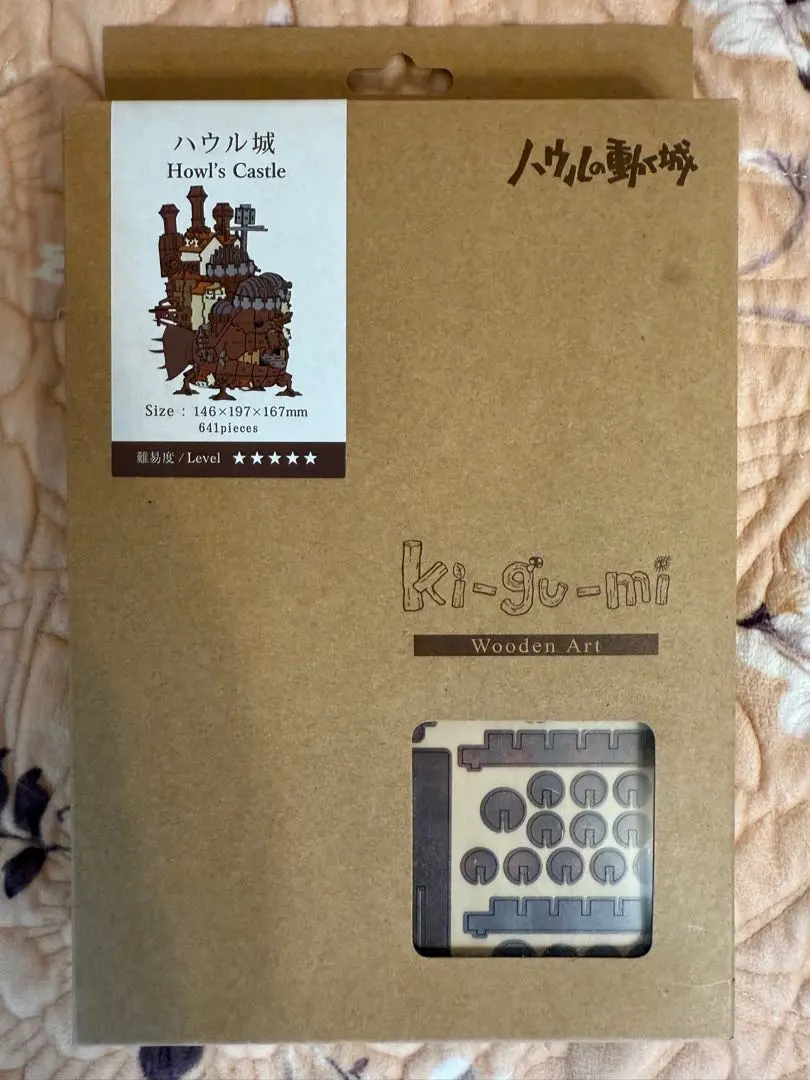 ハウル城
Howl's Castle
Size : 146×197×167mm
641pieces
難易度 / Level ★★★★★
ハウルの動く城
ki-gu-mi
Wooden Art